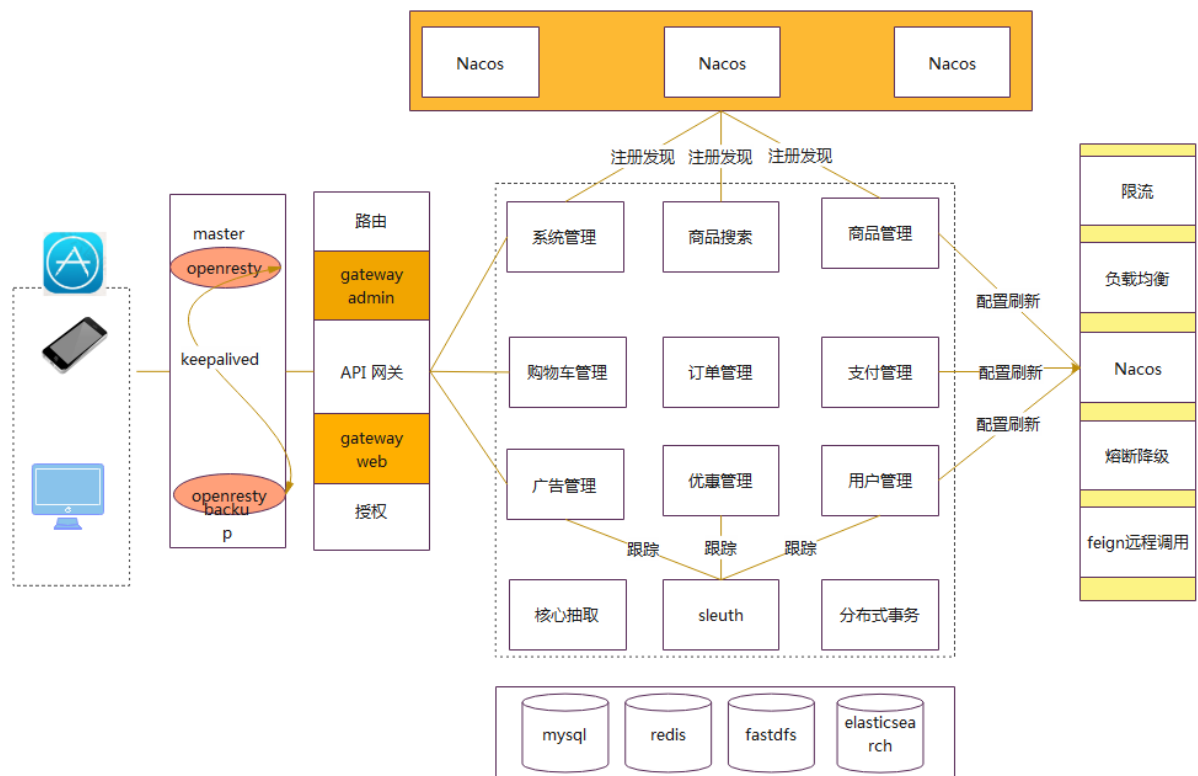 Nacos
Nacos
Nacos
注册发现
注册发现
注册发现
master
openresty
keepalived
openresty
backu
p
路由
gateway
admin
API 网关
gateway
web
授权
系统管理
商品搜索
商品管理
购物车管理
订单管理
支付管理
广告管理
优惠管理
用户管理
跟踪
跟踪
跟踪
核心抽取
sleuth
分布式事务
配置刷新
配置刷新
配置刷新
限流
负载均衡
Nacos
熔断降级
feign远程调用
mysql
redis
fastdfs
elasticsea
rch